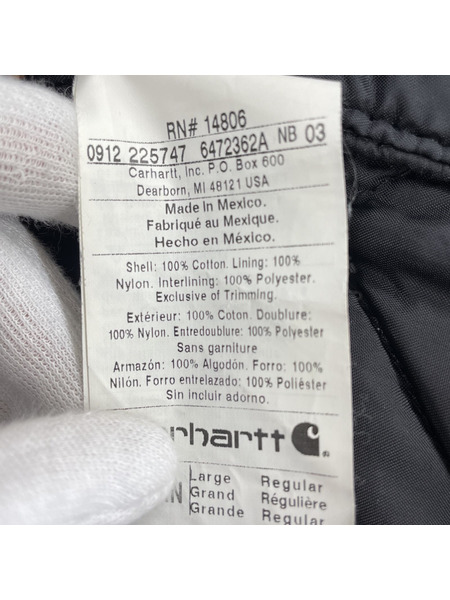 RN# 14806
0912 225747 6472362A NB 03
Carhartt, Inc. P.O. Box 600
Dearborn, MI 48121 USA
Made in Mexico.
Fabriqué au Mexique.
Hecho en México.
Shell: 100% Cotton. Lining: 100%
Nylon. Interlining: 100% Polyester.
Exclusive of Trimming.
Extérieur: 100% Coton. Doublure:
100% Nylon. Entredoublure: 100% Polyester
Sans garniture
Armazón: 100% Algodón. Forro: 100%
Nilón. Forro entrelazado: 100% Poliéster
Sin incluir adorno.
rhartt
Large Regular
Grand Régulière
Grande Regular